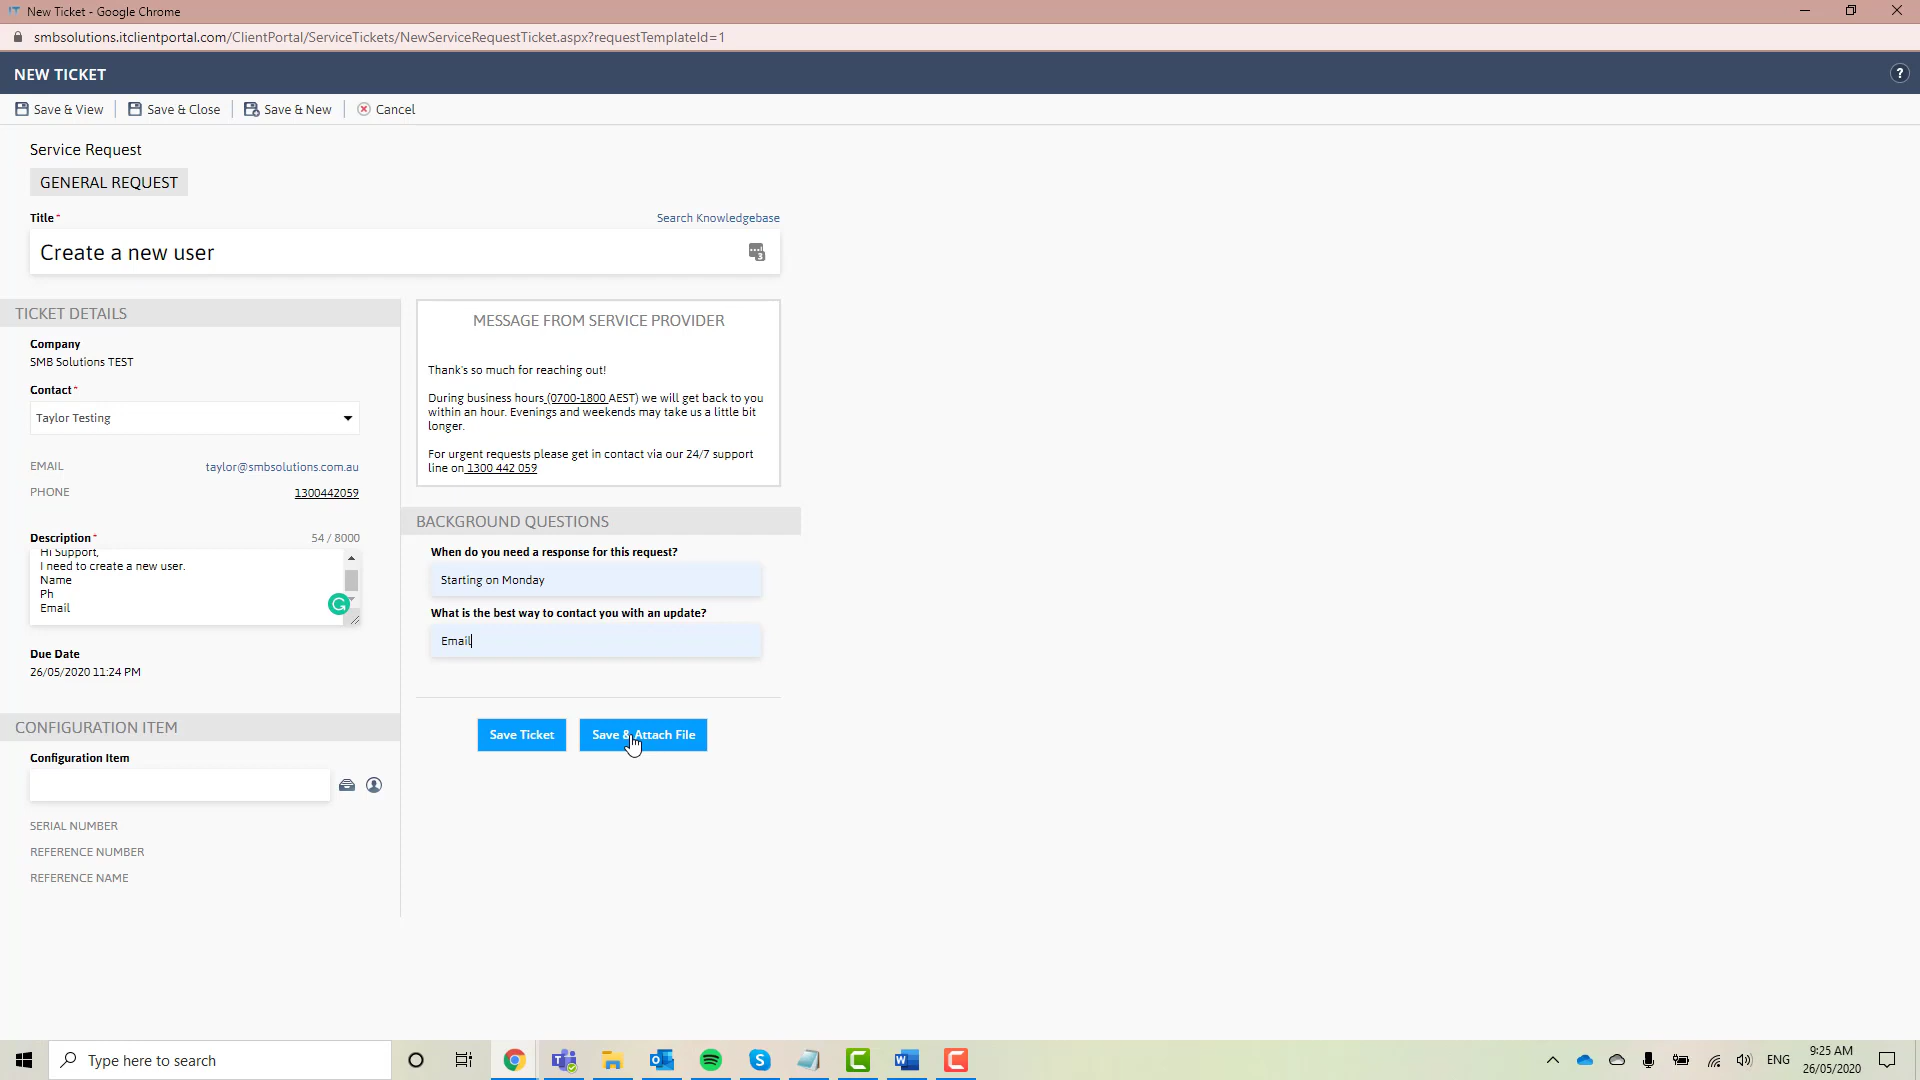 New Ticket - Google Chrome
smbsolutions.itclientportal.com/ClientPortal/ServiceTickets/NewServiceRequestTicket.aspx?requestTemplateId=1
NEW TICKET
?
Save & View
Save & Close
Save & New
Cancel
Service Request
GENERAL REQUEST
Title*
Search Knowledgebase
Create a new user
3
TICKET DETAILS
Company
SMB Solutions TEST
Contact*
Taylor Testing
EMAIL
taylor@smbsolutions.com.au
PHONE
1300442059
Description*
54 / 8000
Hi Support,
I need to create a new user.
Name
Ph
Email
Due Date
26/05/2020 11:24 PM
CONFIGURATION ITEM
Configuration Item
SERIAL NUMBER
REFERENCE NUMBER
REFERENCE NAME
MESSAGE FROM SERVICE PROVIDER
Thank's so much for reaching out!
During business hours (0700-1800 AEST) we will get back to you
within an hour. Evenings and weekends may take us a little bit
longer.
For urgent requests please get in contact via our 24/7 support
line on 1300 442 059
BACKGROUND QUESTIONS
When do you need a response for this request?
Starting on Monday
What is the best way to contact you with an update?
Email
Save Ticket
Save & Attach File
Type here to search
ENG
9:25 AM
26/05/2020